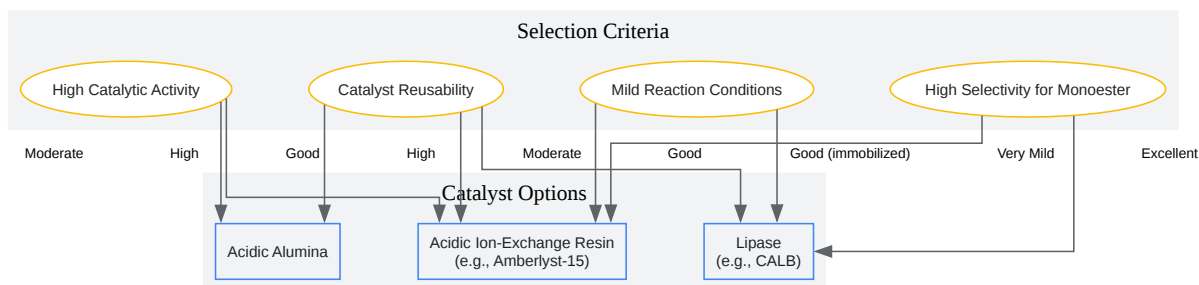 Selection Criteria
High Catalytic Activity
Catalyst Reusability
Mild Reaction Conditions
High Selectivity for Monoester
Moderate
High
Good
High
Moderate
Good
Good (immobilized)
Very Mild
Excellent
Catalyst Options
Acidic Alumina
Acidic Ion-Exchange Resin
(e.g., Amberlyst-15)
Lipase
(e.g., CALB)